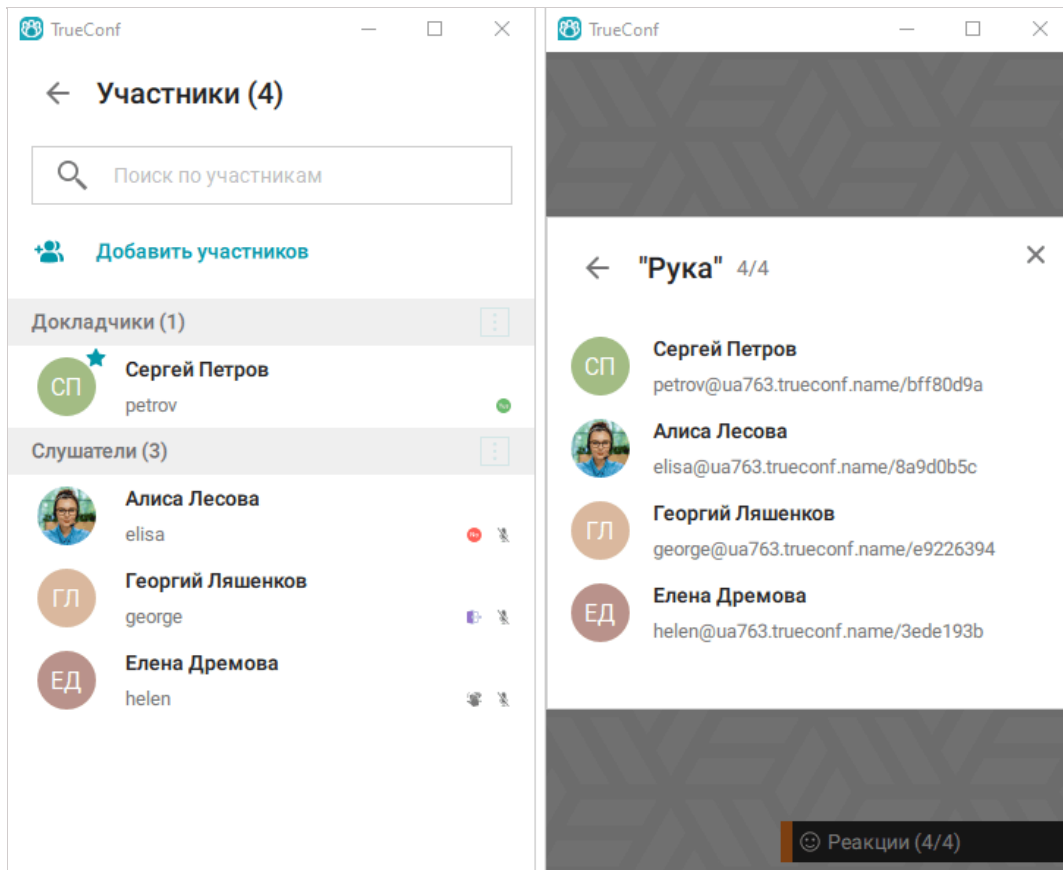 TrueConf
Участники (4)
Поиск по участникам
Добавить участников
Докладчики (1)
СП
Сергей Петров
petrov
Слушатели (3)
Алиса Лесова
elisa
ГЛ
Георгий Ляшенков
george
ЕД
Елена Дремова
helen
TrueConf
"Рука" 4/4
СП
Сергей Петров
petrov@ua763.trueconf.name/bff80d9a
Алиса Лесова
elisa@ua763.trueconf.name/8a9d0b5c
ГЛ
Георгий Ляшенков
george@ua763.trueconf.name/e9226394
ЕД
Елена Дремова
helen@ua763.trueconf.name/3ede193b
Реакции (4/4)